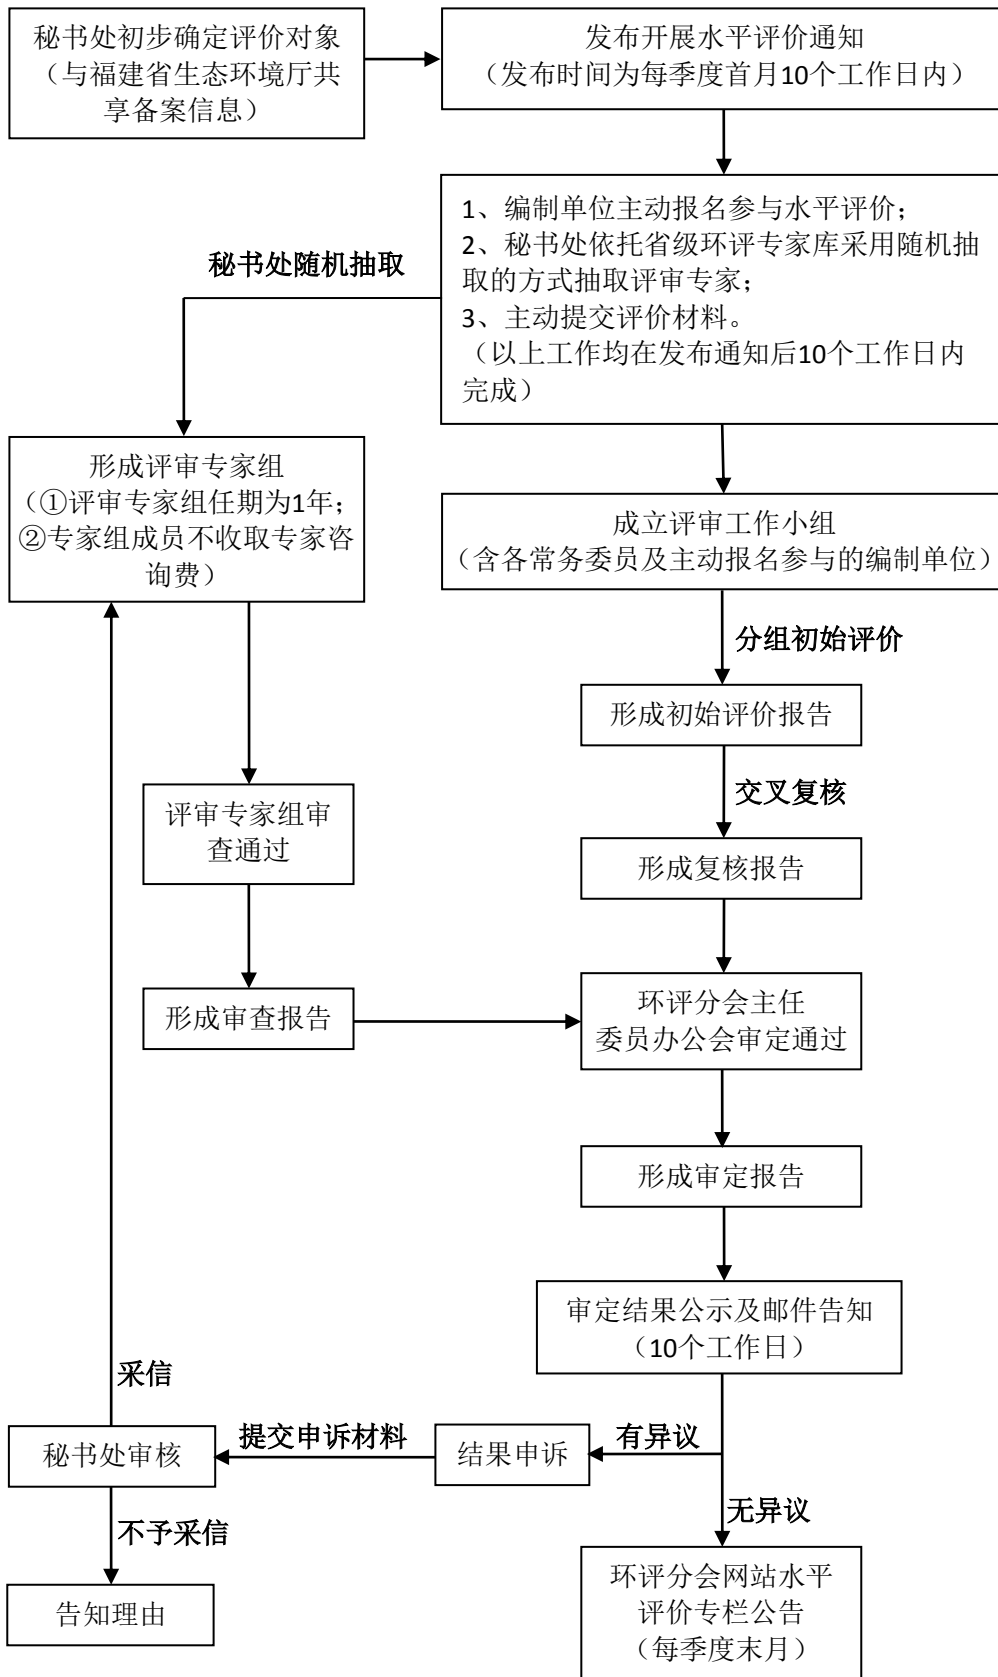 秘书处初步确定评价对象
（与福建省生态环境厅共
享备案信息）
发布开展水平评价通知
（发布时间为每季度首月10个工作日内）
1、编制单位主动报名参与水平评价；
2、秘书处依托省级环评专家库采用随机抽
取的方式抽取评审专家；
3、主动提交评价材料。
（以上工作均在发布通知后10个工作日内
完成）
秘书处随机抽取
形成评审专家组
（①评审专家组任期为1年；
②专家组成员不收取专家咨
询费）
成立评审工作小组
（含各常务委员及主动报名参与的编制单位）
分组初始评价
形成初始评价报告
交叉复核
评审专家组审
查通过
形成复核报告
形成审查报告
环评分会主任
委员办公会审定通过
形成审定报告
审定结果公示及邮件告知
（10个工作日）
采信
秘书处审核
提交申诉材料
结果申诉
有异议
无异议
不予采信
告知理由
环评分会网站水平
评价专栏公告
（每季度末月）